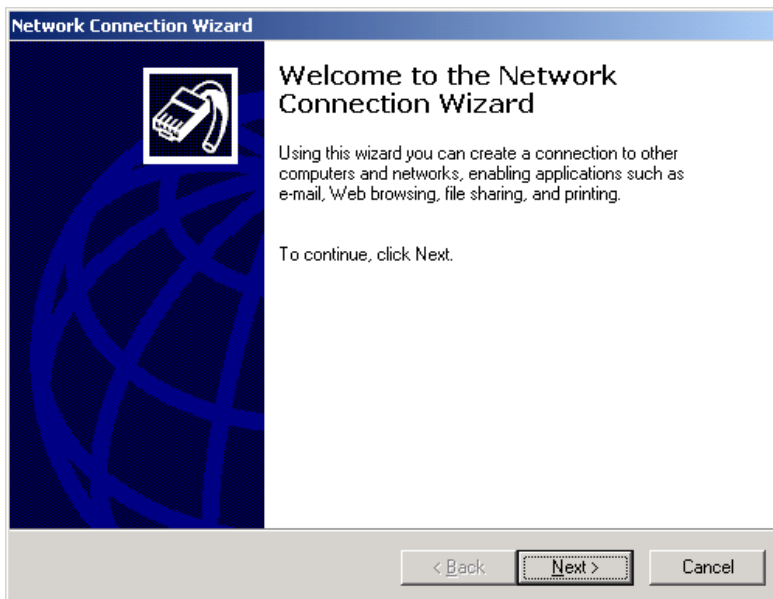 Network Connection Wizard
Welcome to the Network
Connection Wizard
Using this wizard you can create a connection to other
computers and networks, enabling applications such as
e-mail, Web browsing, file sharing, and printing.
To continue, click Next.
< Back Next > Cancel